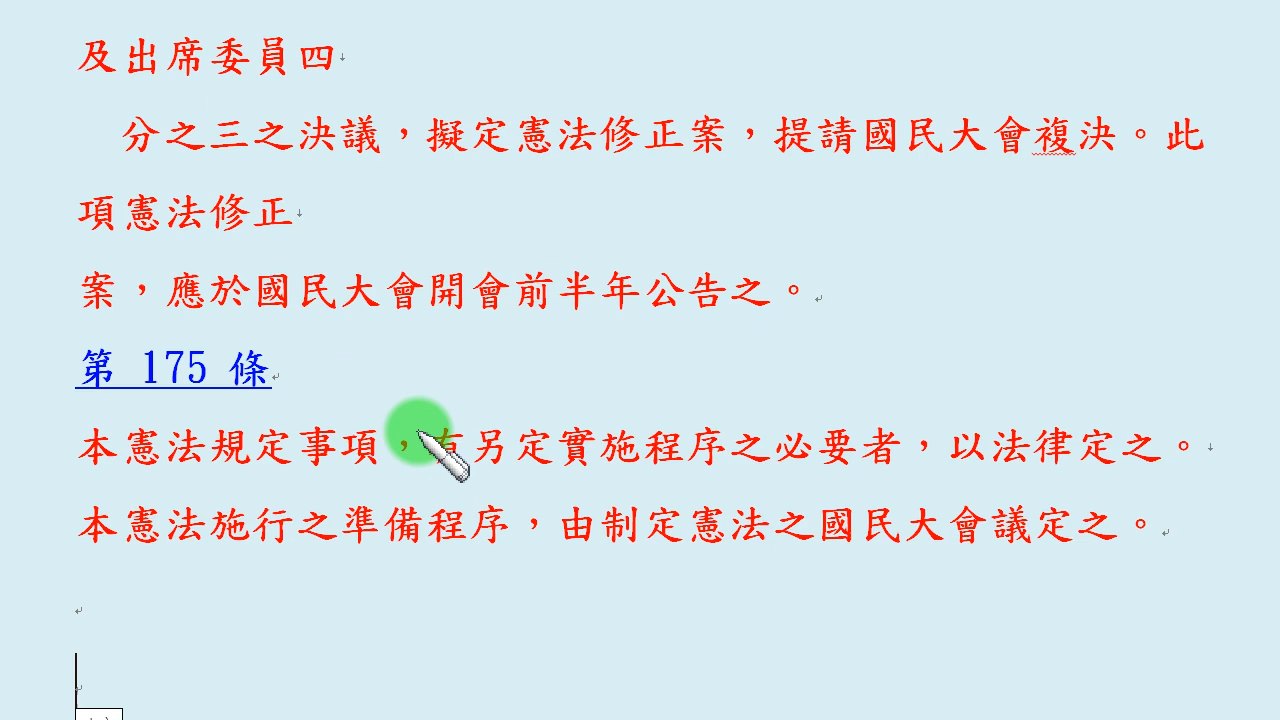 及出席委員四
分之三之決議，擬定憲法修正案，提請國民大會複決。此
項憲法修正
案，應於國民大會開會前半年公告之。
第 175 條
本憲法規定事項，有另定實施程序之必要者，以法律定之。
本憲法施行之準備程序，由制定憲法之國民大會議定之。